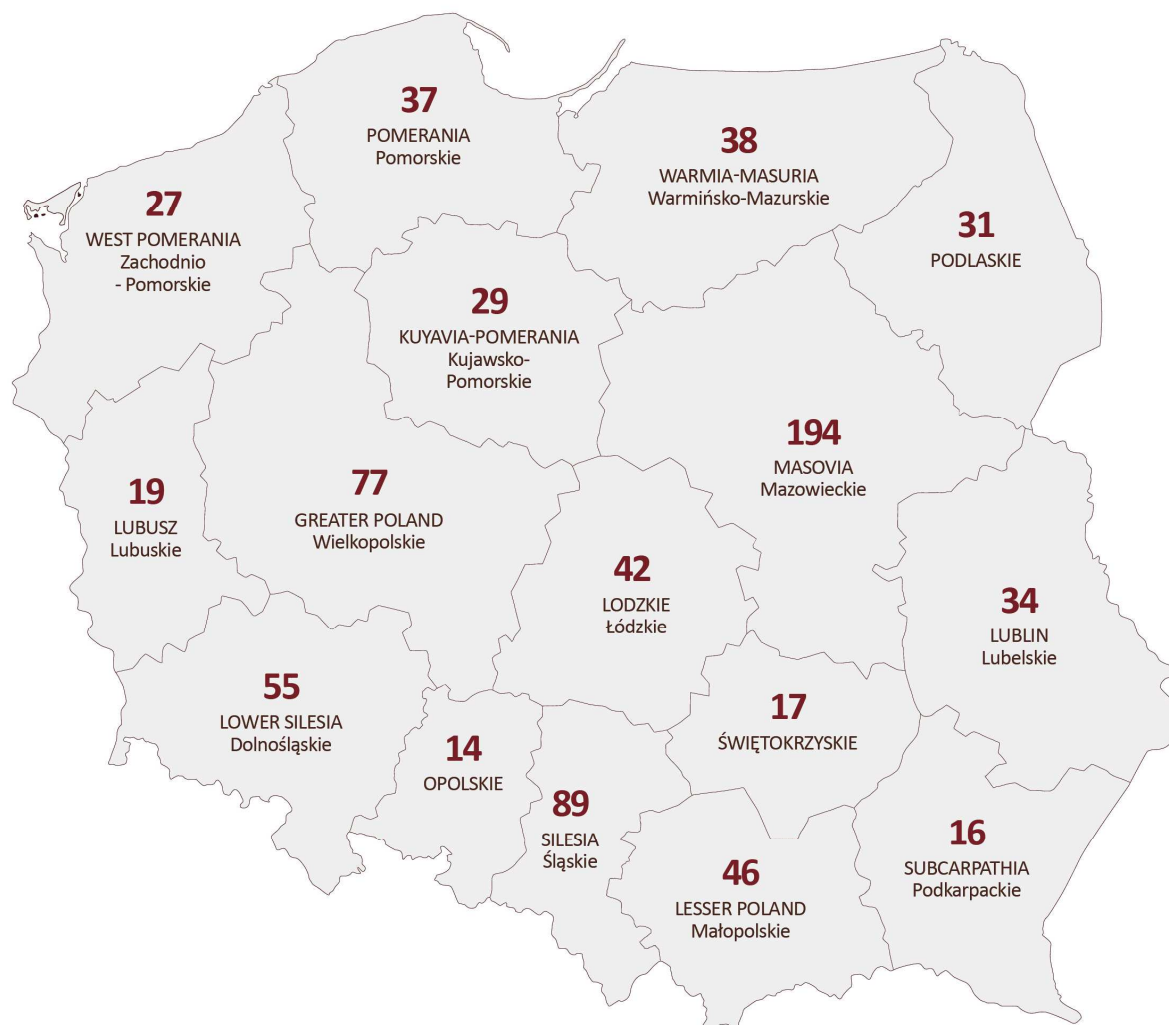 37
POMERANIA
Pomorskie
38
WARMIA-MASURIA
Warmińsko-Mazurskie
27
WEST POMERANIA
Zachodnio
- Pomorskie
31
PODLASKIE
29
KUYAVIA-POMERANIA
Kujawsko-
Pomorskie
194
MASOVIA
Mazowieckie
19
LUBUSZ
Lubuskie
77
GREATER POLAND
Wielkopolskie
42
LODZKIE
Łódzkie
34
LUBLIN
Lubelskie
55
LOWER SILESIA
Dolnośląskie
14
OPOLSKIE
17
ŚWIĘTOKRZYSKIE
89
SILESIA
Śląskie
46
LESSER POLAND
Małopolskie
16
SUBCARPATHIA
Podkarpackie